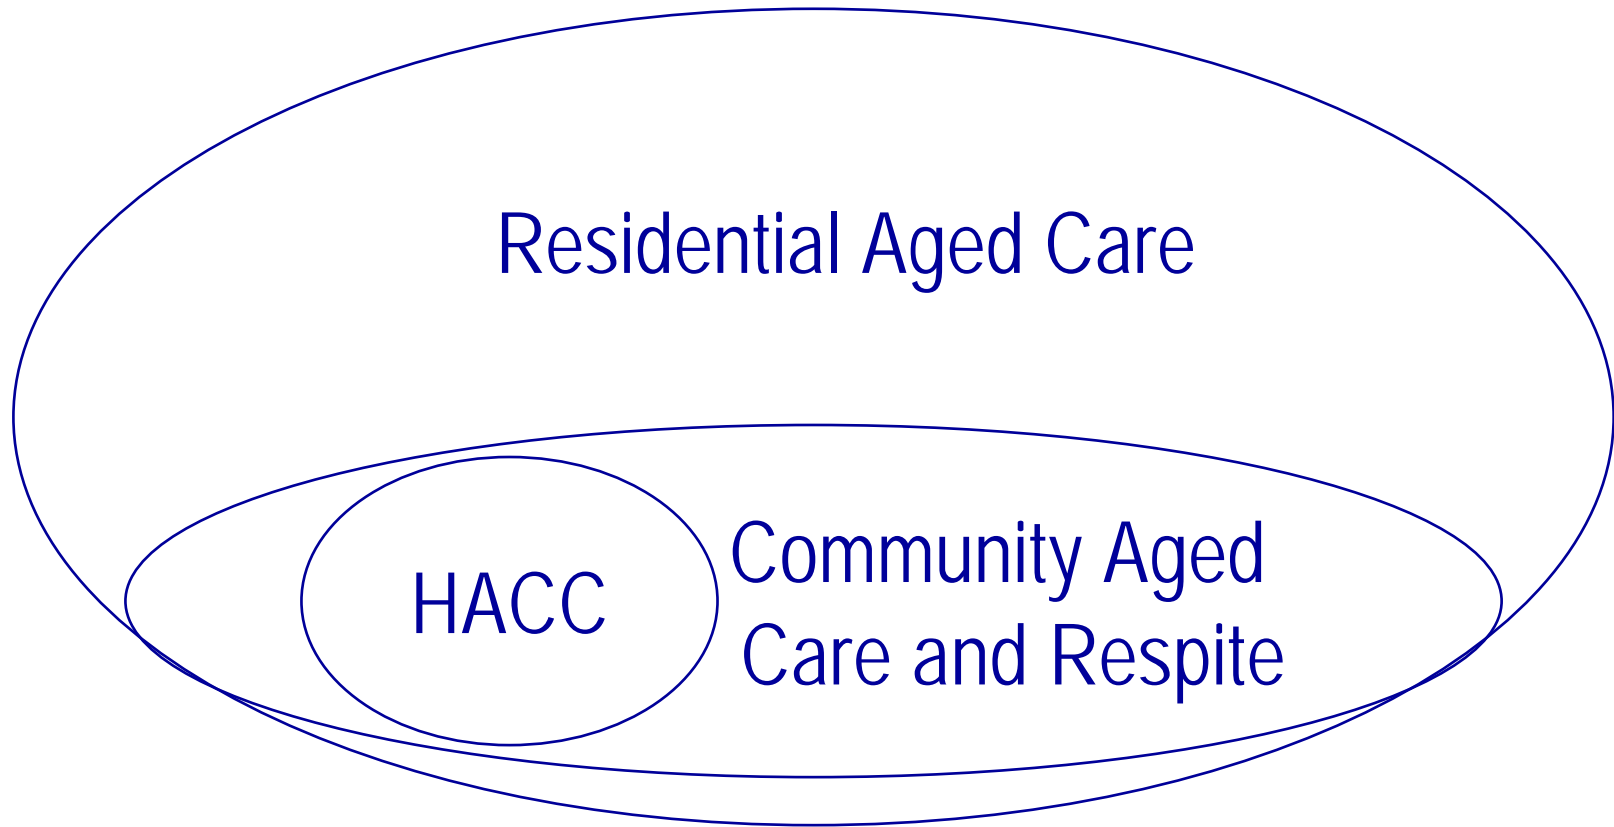 Residential Aged Care
HACC
Community Aged
Care and Respite